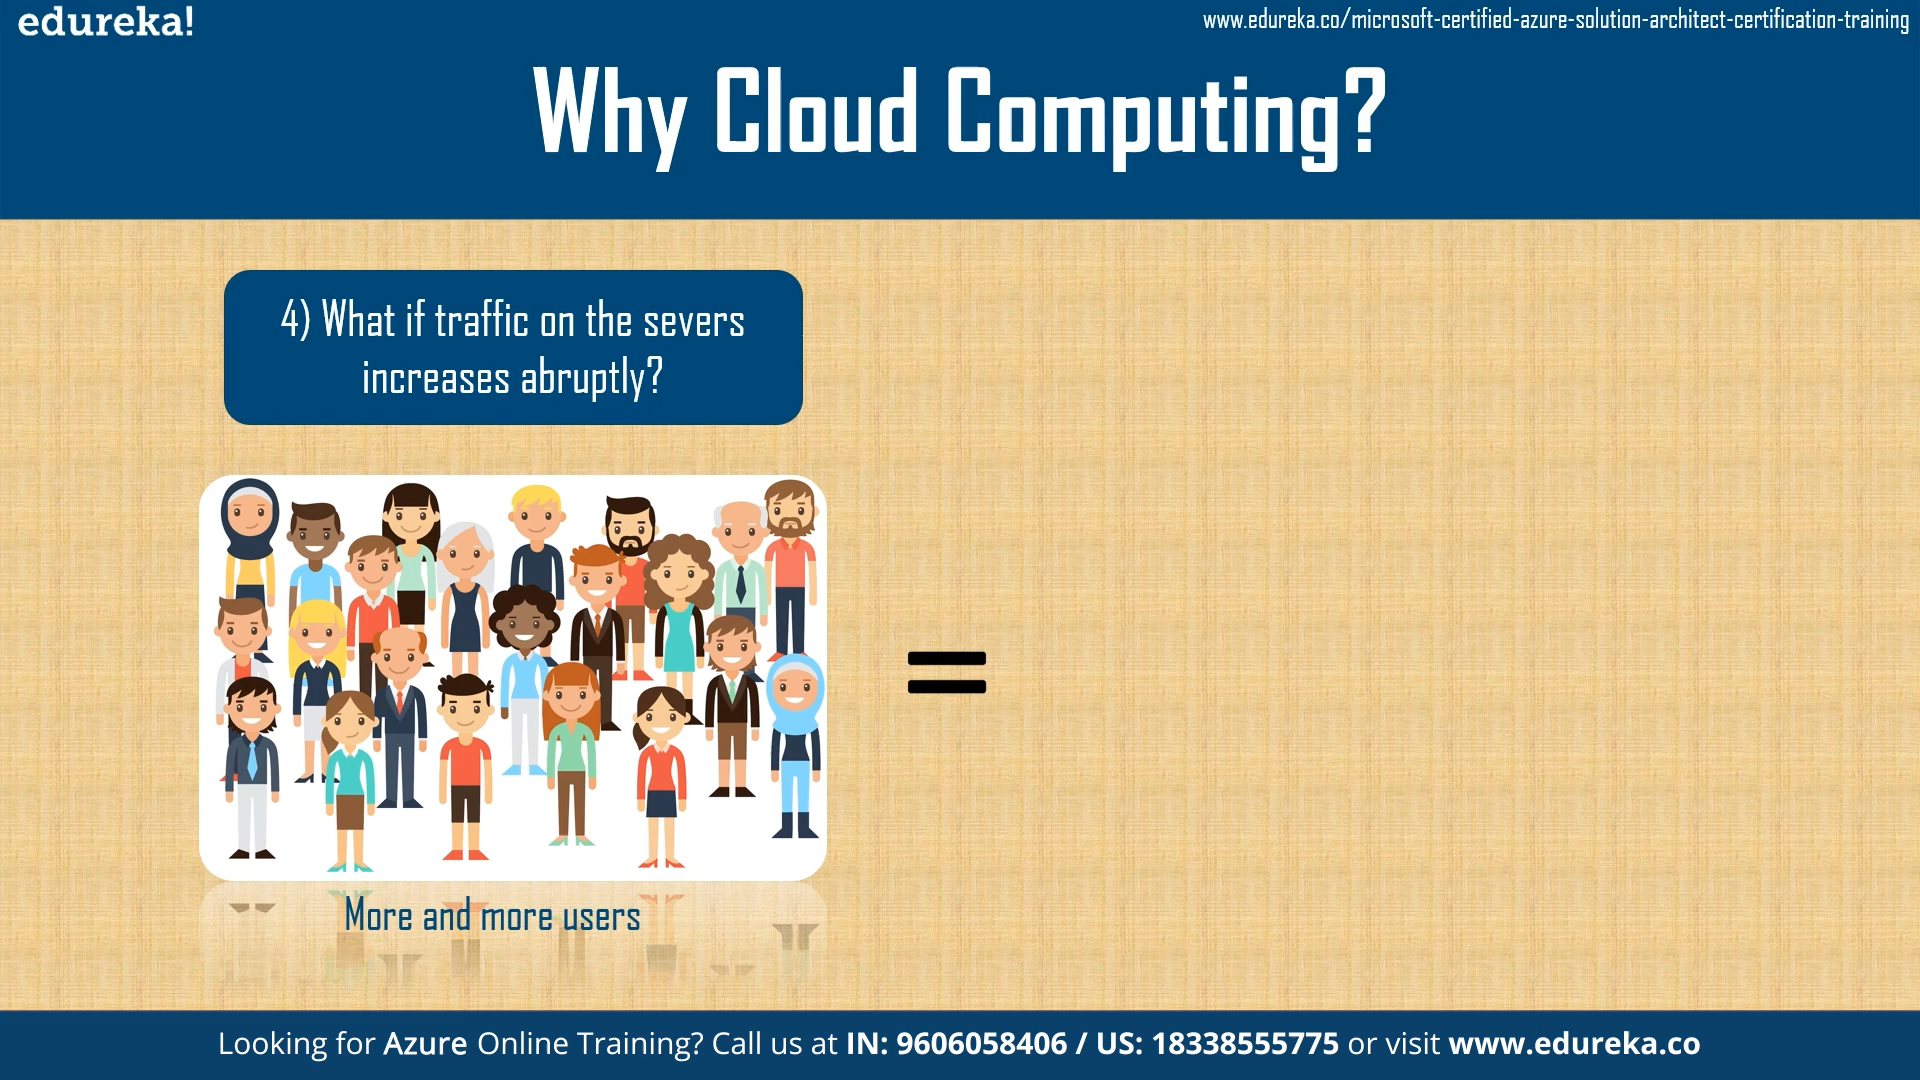 edureka!
www.edureka.co/microsoft-certified-azure-solution-architect-certification-training
Why Cloud Computing?
4) What if traffic on the severs
increases abruptly?
More and more users
Looking for Azure Online Training? Call us at IN: 9606058406 / US: 18338555775 or visit www.edureka.co